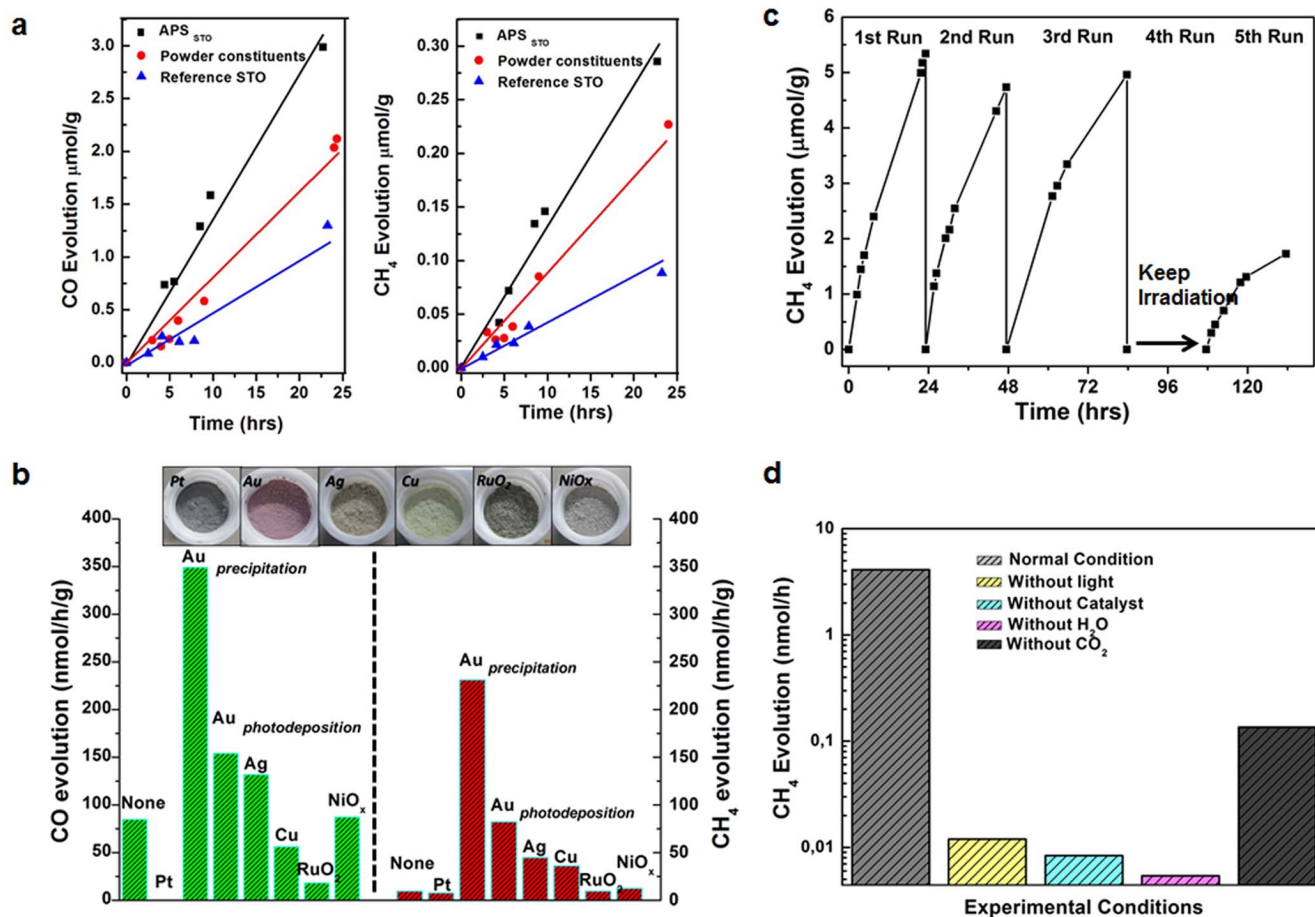 a
APS STO
Powder constituents
Reference STO
3.0
2.5
2.0
1.5
1.0
0.5
0.0
CO Evolution μmol/g
0 5 10 15 20 25
Time (hrs)
APS STO
Powder constituents
Reference STO
0.30
0.25
0.20
0.15
0.10
0.05
0.00
CH₄ Evolution μmol/g
0 5 10 15 20 25
Time (hrs)
c
1st Run 2nd Run 3rd Run 4th Run 5th Run
6
5
4
3
2
1
0
CH₄ Evolution (μmol/g)
Keep
Irradiation
0 24 48 72 96 120
Time (hrs)
b
Pt Au Ag Cu RuO₂ NiOx
400
350
300
250
200
150
100
50
0
CO evolution (nmol/h/g)
None
Pt
Au
precipitation
Au
photodeposition
Ag
Cu
RuO₂
NiOₓ
None
Pt
Au
precipitation
Au
photodeposition
Ag
Cu
RuO₂
NiOₓ
400
350
300
250
200
150
100
50
0
CH₄ evolution (nmol/h/g)
d
10
1
0,1
0,01
CH₄ Evolution (nmol/h)
Normal Condition
Without light
Without Catalyst
Without H₂O
Without CO₂
Experimental Conditions